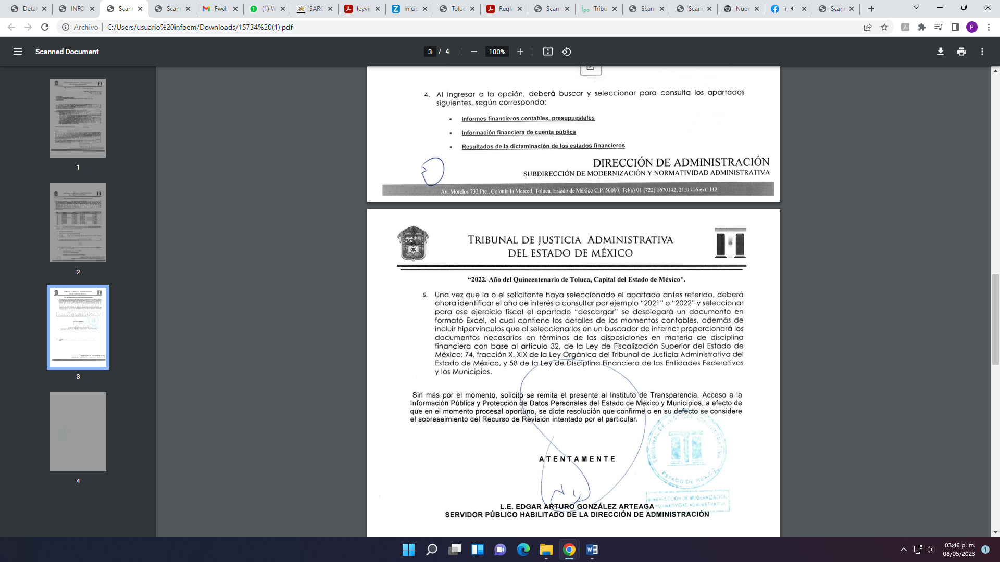 Detal
INFO
Scann
Scann
Fwd:
(1) W
SARC
leyvig
Inicio
Toluc
Regla
Scann
Tribu
Scann
Scann
Nuev
in
Scann
Archivo
C:/Users/usuario%20infoem/Downloads/15734%20(1).pdf
P
Scanned Document
3 / 4
100%
1
2
3
4
4. Al ingresar a la opción, deberá buscar y seleccionar para consulta los apartados
siguientes, según corresponda:
• Informes financieros contables, presupuestales
• Información financiera de cuenta pública
• Resultados de la dictaminación de los estados financieros
DIRECCIÓN DE ADMINISTRACIÓN
SUBDIRECCIÓN DE MODERNIZACIÓN Y NORMATIVIDAD ADMINISTRATIVA
Av. Morelos 732 Pte., Colonia la Merced, Toluca, Estado de México C.P. 50000, Tel(s) 01 (722) 1670142, 2131716 ext. 112
TRIBUNAL DE JUSTICIA ADMINISTRATIVA
DEL ESTADO DE MÉXICO
“2022. Año del Quincentenario de Toluca, Capital del Estado de México".
5. Una vez que la o el solicitante haya seleccionado el apartado antes referido, deberá
ahora identificar el año de interés a consultar por ejemplo “2021” o “2022” y seleccionar
para ese ejercicio fiscal el apartado “descargar” se desplegará un documento en
formato Excel, el cual contiene los detalles de los momentos contables, además de
incluir hipervínculos que al seleccionarlos en un buscador de internet proporcionará los
documentos necesarios en términos de las disposiciones en materia de disciplina
financiera con base al artículo 32, de la Ley de Fiscalización Superior del Estado de
México; 74, fracción X, XIX de la Ley Orgánica del Tribunal de Justicia Administrativa del
Estado de México, y 58 de la Ley de Disciplina Financiera de las Entidades Federativas
y los Municipios.
Sin más por el momento, solicito se remita el presente al Instituto de Transparencia, Acceso a la
Información Pública y Protección de Datos Personales del Estado de México y Municipios, a efecto de
que en el momento procesal oportuno, se dicte resolución que confirme o en su defecto se considere
el sobreseimiento del Recurso de Revisión intentado por el particular.
TRIBUNAL DE JUSTICIA ADMINISTRATIVA
ESTADO DE MÉXICO
A T E N T A M E N T E
SUBDIRECCIÓN DE MODERNIZACIÓN
Y NORMATIVIDAD ADMINISTRATIVA
L.E. EDGAR ARTURO GONZÁLEZ ARTEAGA
SERVIDOR PÚBLICO HABILITADO DE LA DIRECCIÓN DE ADMINISTRACIÓN
03:46 p. m.
08/05/2023
1